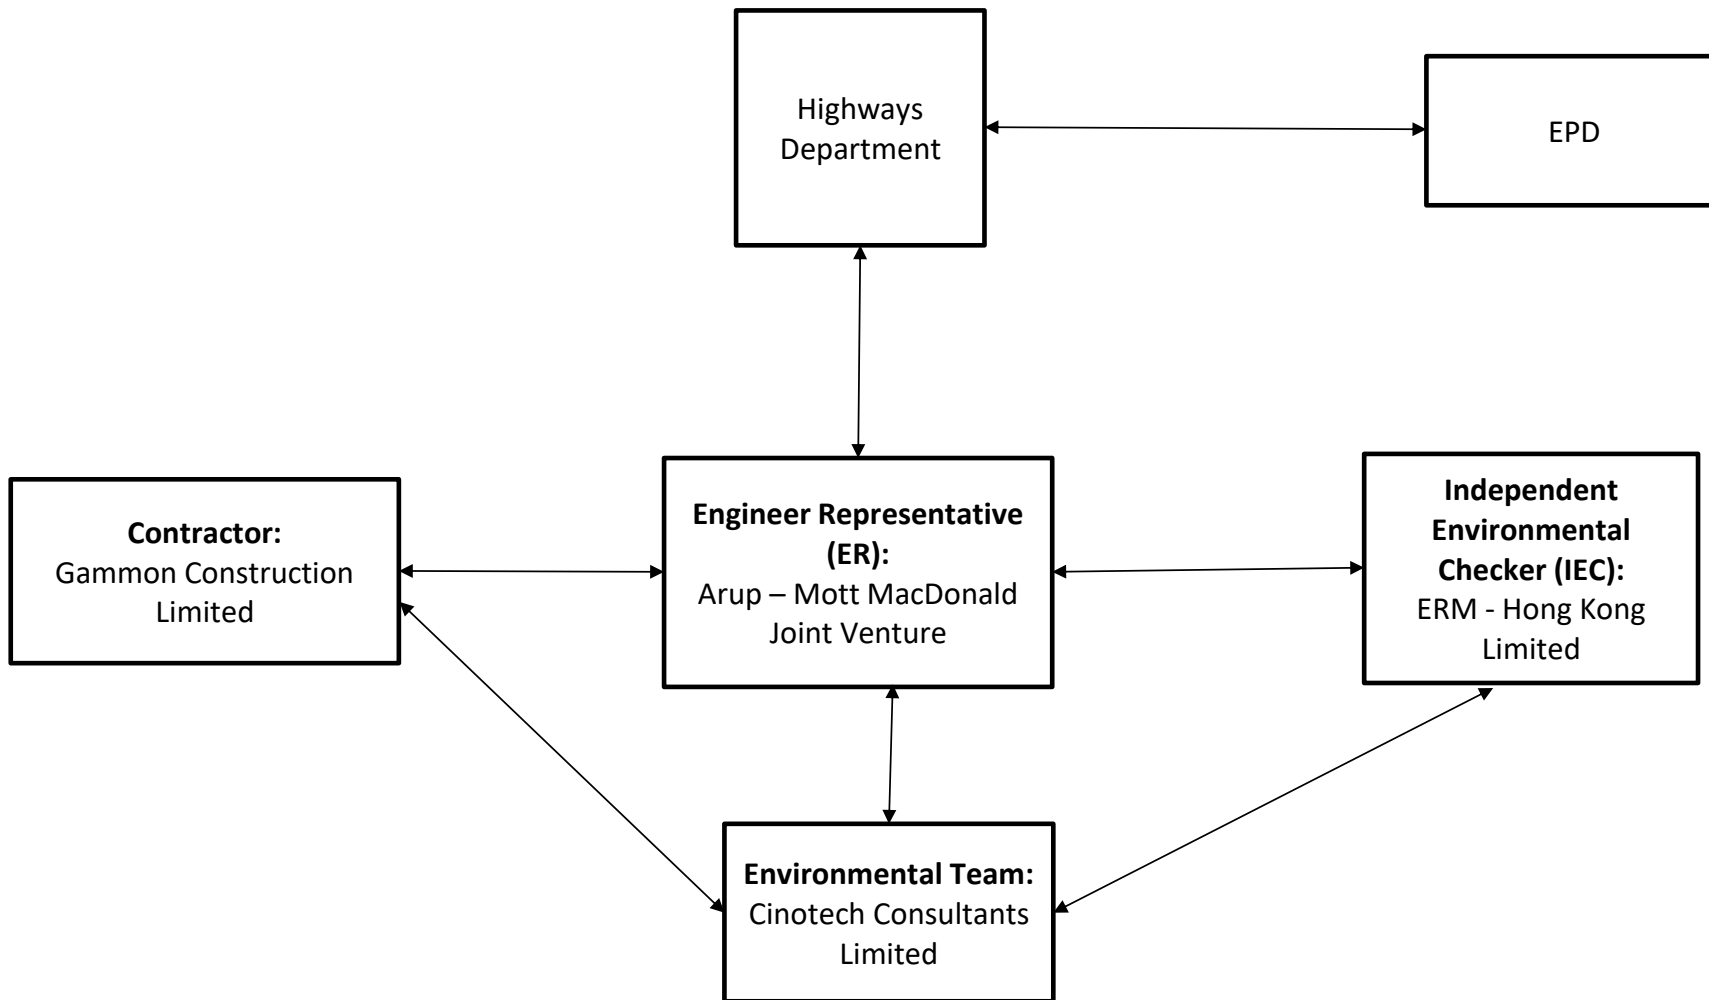 Highways
Department
EPD
Contractor:
Gammon Construction
Limited
Engineer Representative
(ER):
Arup – Mott MacDonald
Joint Venture
Independent
Environmental
Checker (IEC):
ERM - Hong Kong
Limited
Environmental Team:
Cinotech Consultants
Limited